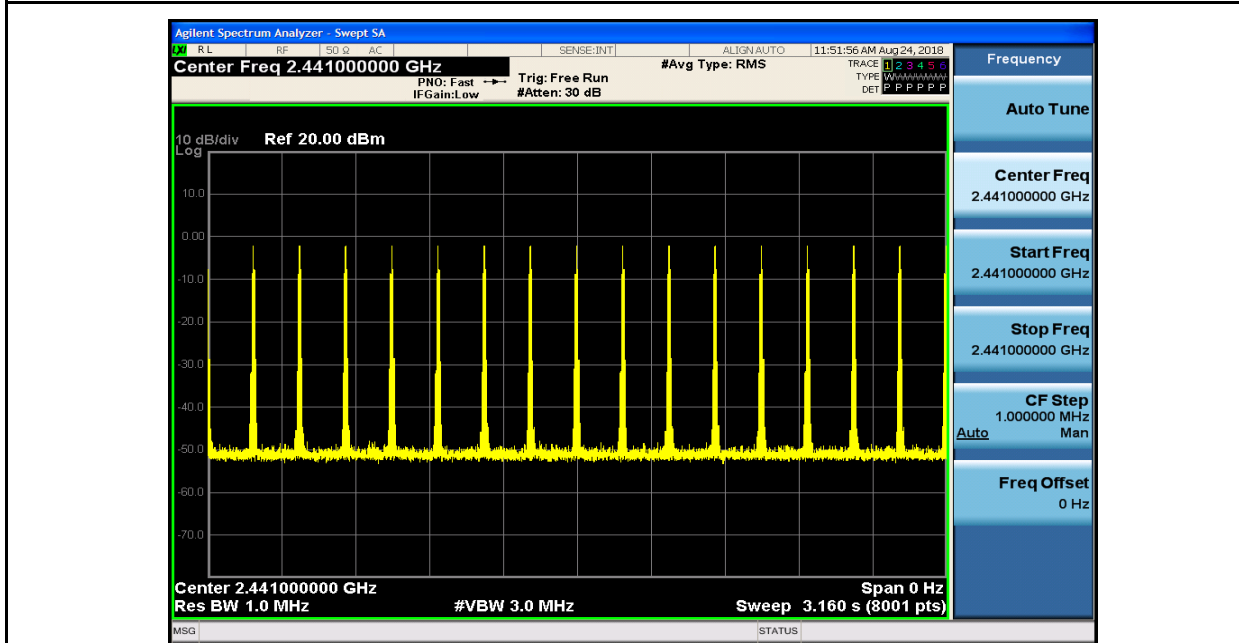 Agilent Spectrum Analyzer - Swept SA
LXI RL RF 50 Ω AC SENSE:INT ALIGN AUTO 11:51:56 AM Aug 24, 2018
Center Freq 2.441000000 GHz #Avg Type: RMS TRACE 1 2 3 4 5 6
PNO: Fast Trig: Free Run TYPE WWWWWW
IFGain:Low #Atten: 30 dB DET P P P P P P
10 dB/div Ref 20.00 dBm
Log
10.0
0.00
-10.0
-20.0
-30.0
-40.0
-50.0
-60.0
-70.0
Center 2.441000000 GHz Span 0 Hz
Res BW 1.0 MHz #VBW 3.0 MHz Sweep 3.160 s (8001 pts)
MSG STATUS
Frequency
Auto Tune
Center Freq
2.441000000 GHz
Start Freq
2.441000000 GHz
Stop Freq
2.441000000 GHz
CF Step
1.000000 MHz
Auto Man
Freq Offset
0 Hz